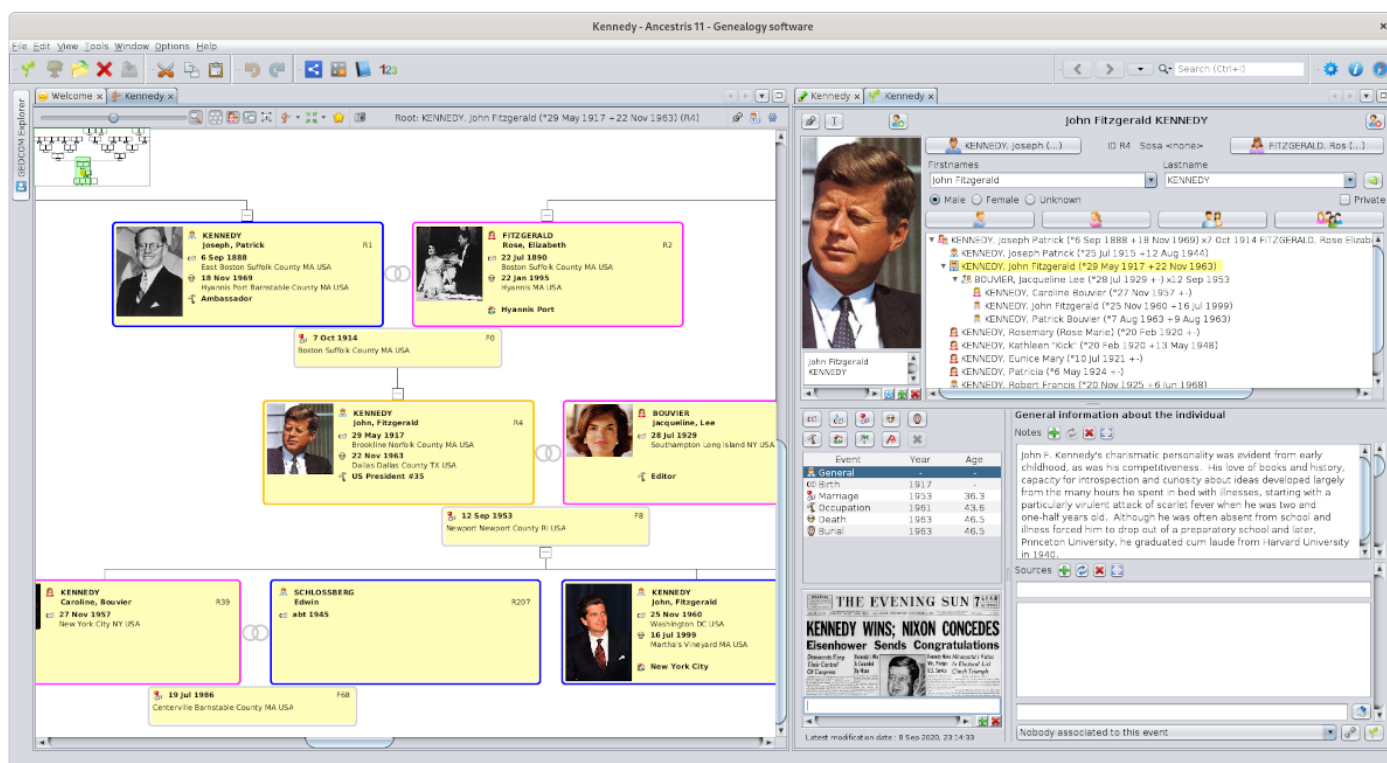 Kennedy - Ancestris 11 - Genealogy software
File Edit View Tools Window Options Help
123
Search (Ctrl+I)
GEDCOM Explorer
Welcome
Kennedy
Root: KENNEDY, John Fitzgerald (*29 May 1917 +22 Nov 1963) (R4)
KENNEDY
Joseph, Patrick R1
6 Sep 1888
East Boston Suffolk County MA USA
18 Nov 1969
Hyannis Port Barnstable County MA USA
Ambassador
FITZGERALD
Rose, Elizabeth R2
22 Jul 1890
Boston Suffolk County MA USA
22 Jan 1995
Hyannis Port County MA USA
Hyannis Port
7 Oct 1914 F0
Boston Suffolk County MA USA
KENNEDY
John, Fitzgerald R4
29 May 1917
Brookline Norfolk County MA USA
22 Nov 1963
Dallas Dallas County TX USA
US President #35
BOUVIER
Jacqueline, Lee
28 Jul 1929
Southampton Long Island NY USA
Editor
12 Sep 1953 F8
Newport Newport County RI USA
KENNEDY
Caroline, Bouvier R39
27 Nov 1957
New York City NY USA
SCHLOSSBERG
Edwin R207
abt 1945
KENNEDY
John, Fitzgerald
25 Nov 1960
Washington DC USA
16 Jul 1999
Martha's Vineyard MA USA
New York City
19 Jul 1986 F68
Centerville Barnstable County MA USA
Kennedy
Kennedy
John Fitzgerald KENNEDY
KENNEDY, Joseph (...) ID R4 Sosa <none> FITZGERALD, Ros (...)
Firstnames Lastname
John Fitzgerald KENNEDY
Male Female Unknown Private
KENNEDY, Joseph Patrick (*6 Sep 1888 +18 Nov 1969) x7 Oct 1914 FITZGERALD, Rose Elizab
KENNEDY, Joseph Patrick (*25 Jul 1915 +12 Aug 1944)
KENNEDY, John Fitzgerald (*29 May 1917 +22 Nov 1963)
BOUVIER, Jacqueline Lee (*28 Jul 1929 +-) x12 Sep 1953
KENNEDY, Caroline Bouvier (*27 Nov 1957 +-)
KENNEDY, John Fitzgerald (*25 Nov 1960 +16 Jul 1999)
KENNEDY, Patrick Bouvier (*7 Aug 1963 +9 Aug 1963)
KENNEDY, Rosemary (Rose Marie) (*20 Feb 1920 +-)
KENNEDY, Kathleen "Kick" (*20 Feb 1920 +13 May 1948)
KENNEDY, Eunice Mary (*10 Jul 1921 +-)
KENNEDY, Patricia (*6 May 1924 +-)
KENNEDY, Robert Francis (*20 Nov 1925 +6 Jun 1968)
John Fitzgerald
KENNEDY
Event Year Age
General - -
Birth 1917 -
Marriage 1953 36.3
Occupation 1961 43.6
Death 1963 46.5
Burial 1963 46.5
THE EVENING SUN 7 STAR
KENNEDY WINS; NIXON CONCEDES
Eisenhower Sends Congratulations
Democrats Keep
Their Control
Of Congress
Latest modification date : 8 Sep 2020, 23:14:33
General information about the individual
Notes
John F. Kennedy's charismatic personality was evident from early
childhood, as was his competitiveness. His love of books and history,
capacity for introspection and curiosity about ideas developed largely
from the many hours he spent in bed with illnesses, starting with a
particularly virulent attack of scarlet fever when he was two and
one-half years old. Although he was often absent from school and
illness forced him to drop out of a preparatory school and later,
Princeton University, he graduated cum laude from Harvard University
in 1940.
Sources
Nobody associated to this event